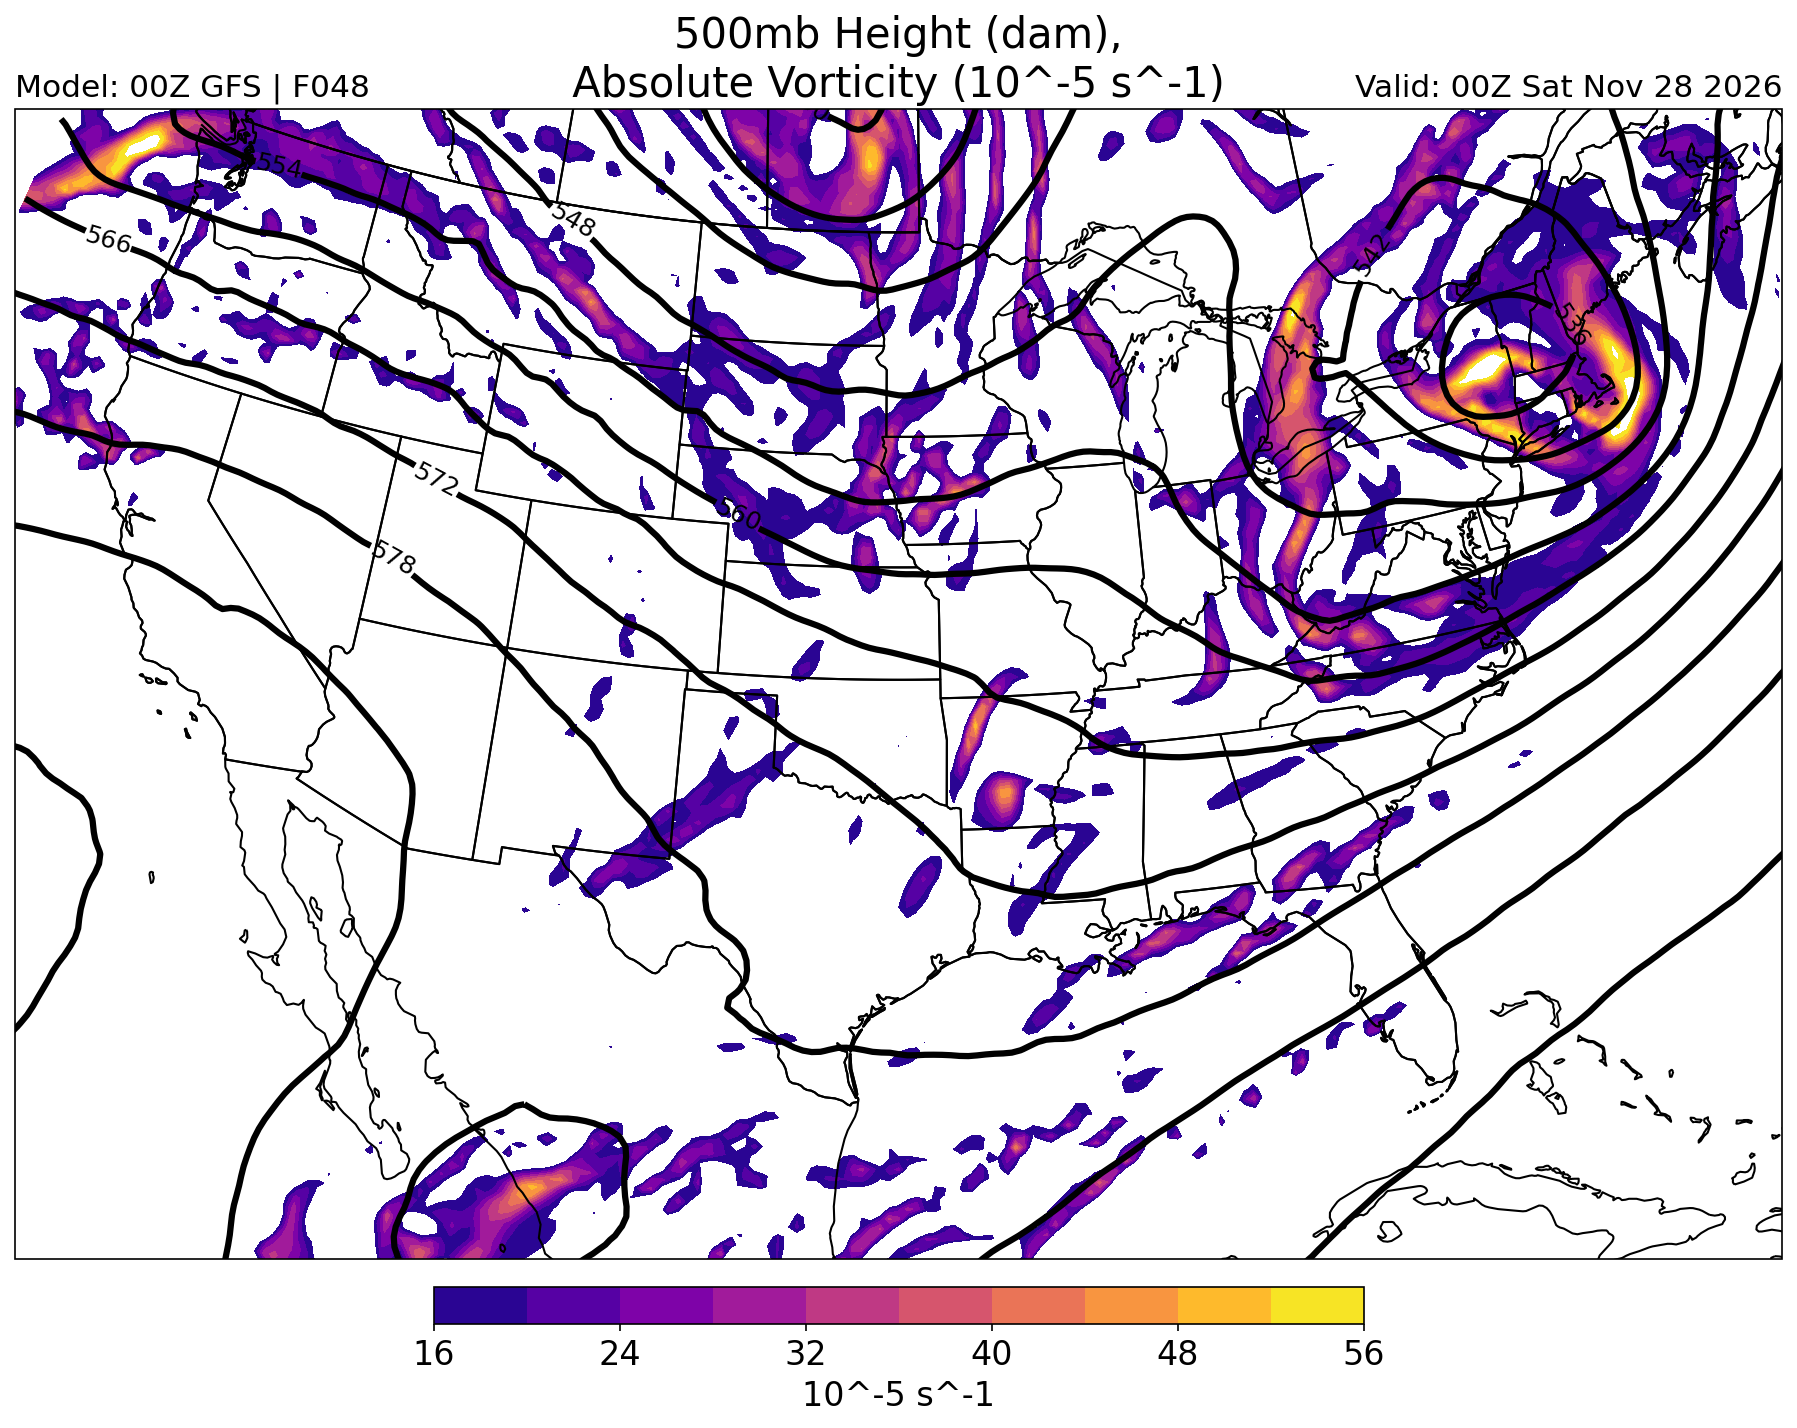 500mb Height (dam),
Model: 00Z GFS | F048
Absolute Vorticity (10^-5 s^-1)
Valid: 00Z Sat Nov 28 2026
554
548
566
542
536
572
560
578
16 24 32 40 48 56
10^-5 s^-1